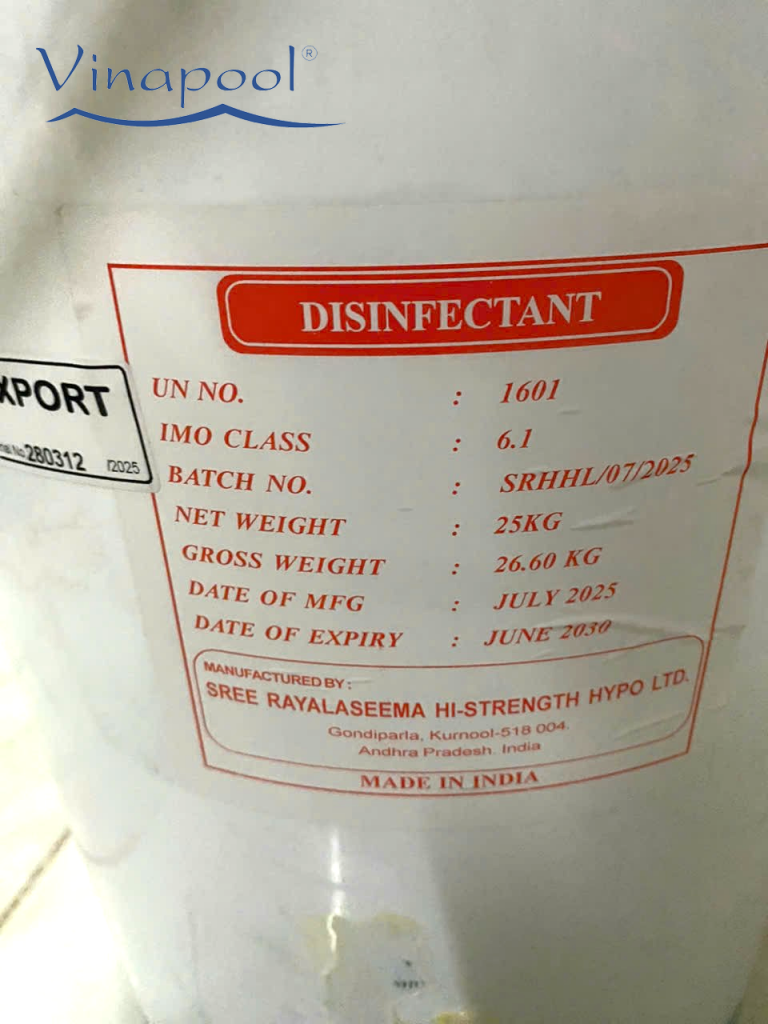 Vinapool®
DISINFECTANT
XPORT
280312 /2025
UN NO. : 1601
IMO CLASS : 6.1
BATCH NO. : SRHHL/07/2025
NET WEIGHT : 25KG
GROSS WEIGHT : 26.60 KG
DATE OF MFG : JULY 2025
DATE OF EXPIRY : JUNE 2030
MANUFACTURED BY :
SREE RAYALASEEMA HI-STRENGTH HYPO LTD.
Gondiparla, Kurnool-518 004.
Andhra Pradesh. India
MADE IN INDIA